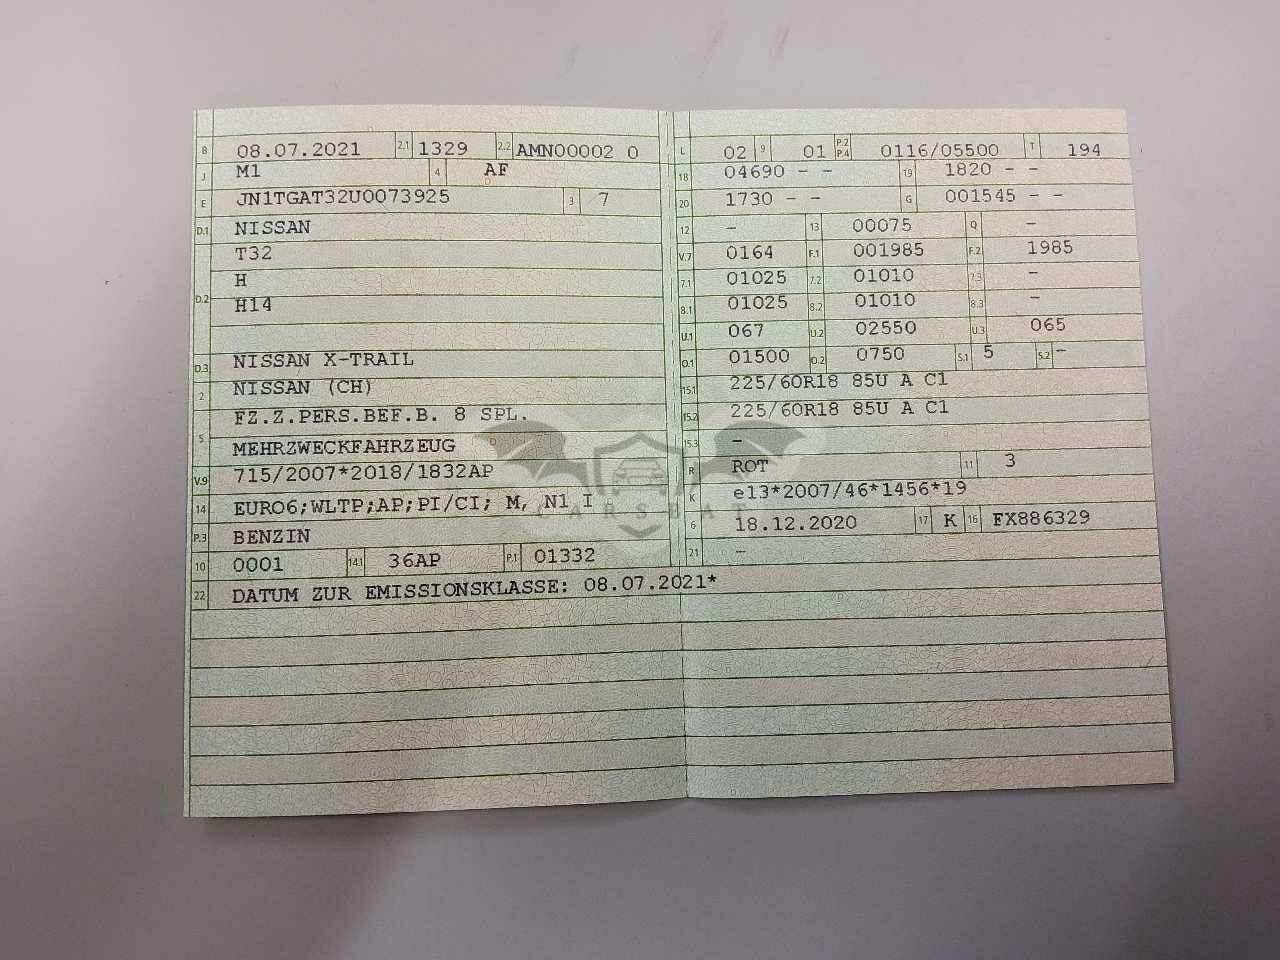 B 08.07.2021 2.1 1329 2.2 AMN00002 0
J M1 4 AF
E JN1TGAT32U0073925 3 7
D.1 NISSAN
T32
D.2 H
H14
D.3 NISSAN X-TRAIL
2 NISSAN (CH)
5 FZ.Z.PERS.BEF.B. 8 SPL.
MEHRZWECKFAHRZEUG
V.9 715/2007*2018/1832AP
14 EURO6;WLTP;AP;PI/CI; M, N1 I
P.3 BENZIN
10 0001 14.1 36AP P.1 01332
L 02 9 01 P.2 P.4 0116/05500 T 194
18 04690 - - 19 1820 - -
20 1730 - - G 001545 - -
12 - 13 00075 Q -
V.7 0164 F.1 001985 F.2 1985
7.1 01025 7.2 01010 7.3 -
8.1 01025 8.2 01010 8.3 -
U.1 067 U.2 02550 U.3 065
O.1 01500 O.2 0750 S.1 5 S.2 -
15.1 225/60R18 85U A C1
15.2 225/60R18 85U A C1
15.3 -
R ROT 11 3
K e13*2007/46*1456*19
6 18.12.2020 17 K 16 FX886329
21 -
22 DATUM ZUR EMISSIONSKLASSE: 08.07.2021*
CARSBAT